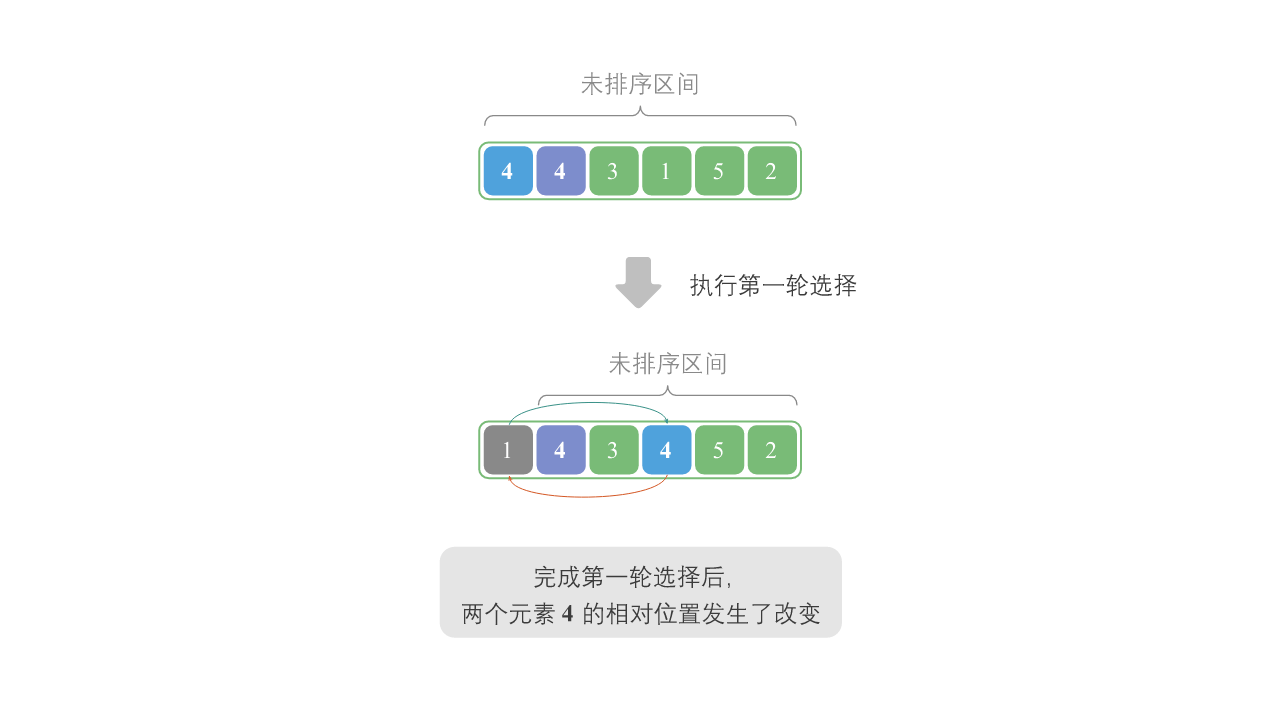 未排序区间
4 4 3 1 5 2
执行第一轮选择
未排序区间
1 4 3 4 5 2
完成第一轮选择后,
两个元素 4 的相对位置发生了改变